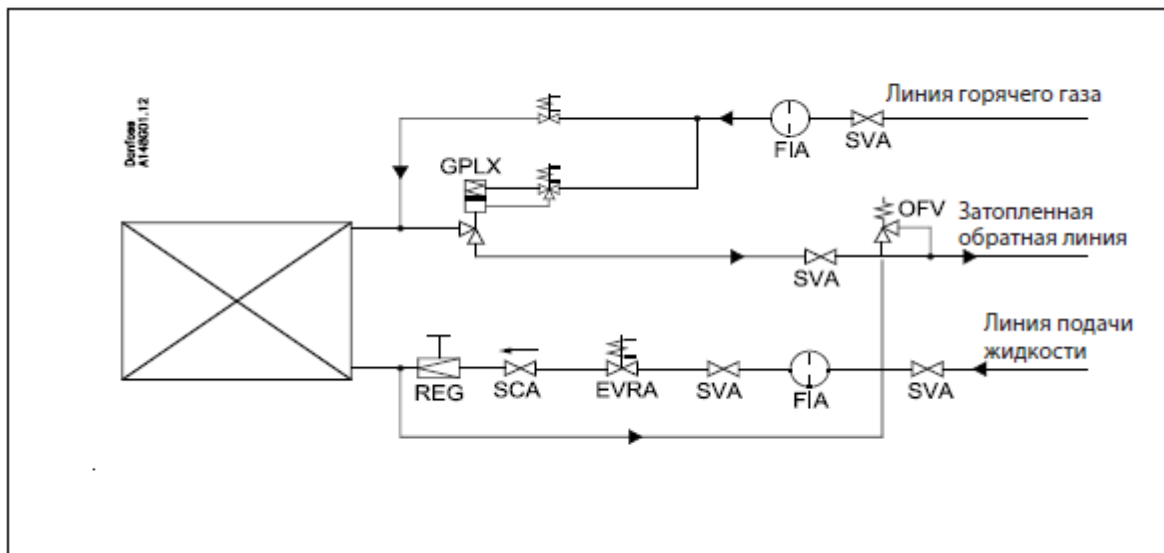 Danfoss
A148G01.12
Линия горячего газа
FIA
SVA
GPLX
OFV
Затопленная
обратная линия
SVA
Линия подачи
жидкости
REG
SCA
EVRA
SVA
FIA
SVA